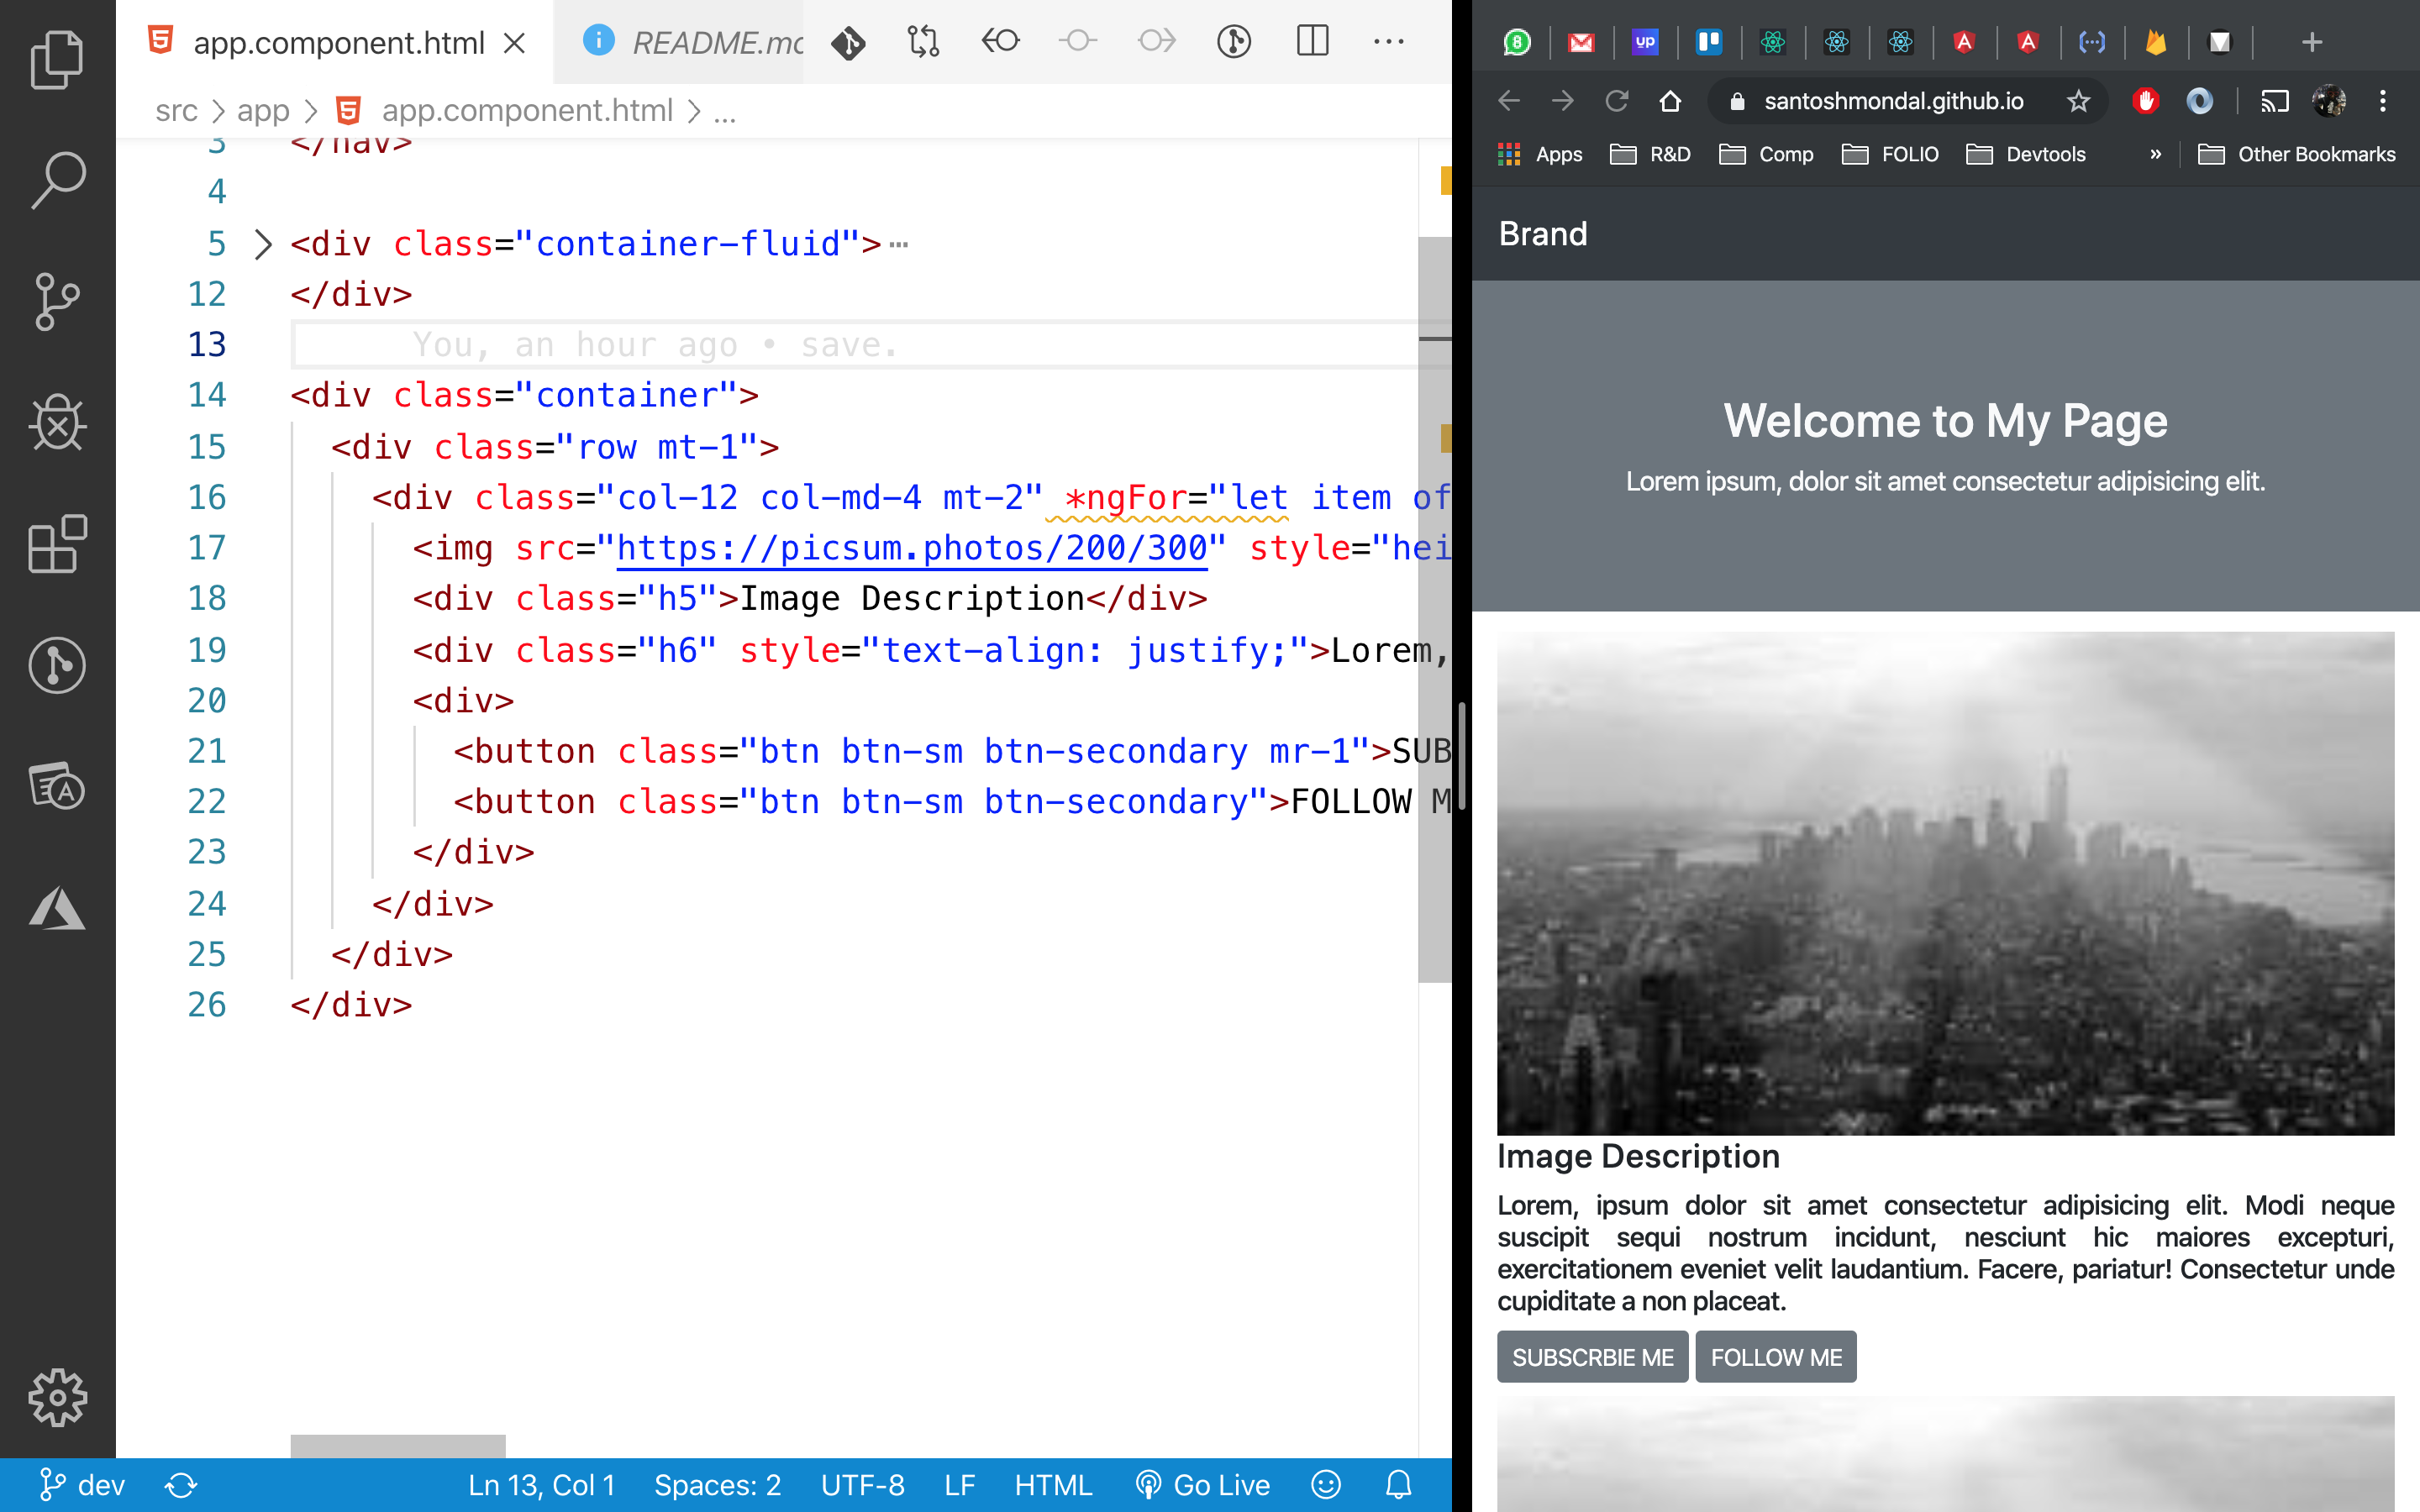 app.component.html
README.mc
src > app > app.component.html > ...
3 </nav>
4
5 <div class="container-fluid">⋯
12 </div>
13 You, an hour ago • save.
14 <div class="container">
15 <div class="row mt-1">
16 <div class="col-12 col-md-4 mt-2" *ngFor="let item of
17 <img src="https://picsum.photos/200/300" style="hei
18 <div class="h5">Image Description</div>
19 <div class="h6" style="text-align: justify;">Lorem,
20 <div>
21 <button class="btn btn-sm btn-secondary mr-1">SUB
22 <button class="btn btn-sm btn-secondary">FOLLOW M
23 </div>
24 </div>
25 </div>
26 </div>
dev
Ln 13, Col 1
Spaces: 2
UTF-8
LF
HTML
Go Live
8
up
santoshmondal.github.io
Apps
R&D
Comp
FOLIO
Devtools
»
Other Bookmarks
Brand
Welcome to My Page
Lorem ipsum, dolor sit amet consectetur adipisicing elit.
Image Description
Lorem, ipsum dolor sit amet consectetur adipisicing elit. Modi neque
suscipit sequi nostrum incidunt, nesciunt hic maiores excepturi,
exercitationem eveniet velit laudantium. Facere, pariatur! Consectetur unde
cupiditate a non placeat.
SUBSCRBIE ME
FOLLOW ME